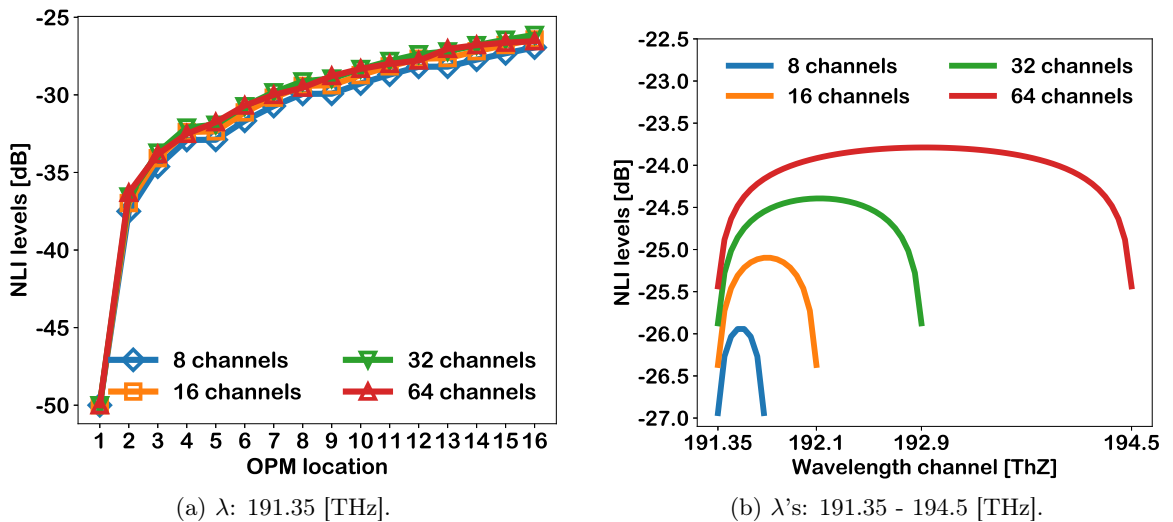 -25
-30
-35
-40
-45
-50
NLI levels [dB]
8 channels
16 channels
32 channels
64 channels
1 2 3 4 5 6 7 8 9 10 11 12 13 14 15 16
OPM location
(a) λ: 191.35 [THz].
-22.5
-23.0
-23.5
-24.0
-24.5
-25.0
-25.5
-26.0
-26.5
-27.0
NLI levels [dB]
8 channels
16 channels
32 channels
64 channels
191.35 192.1 192.9 194.5
Wavelength channel [ThZ]
(b) λ's: 191.35 - 194.5 [THz].